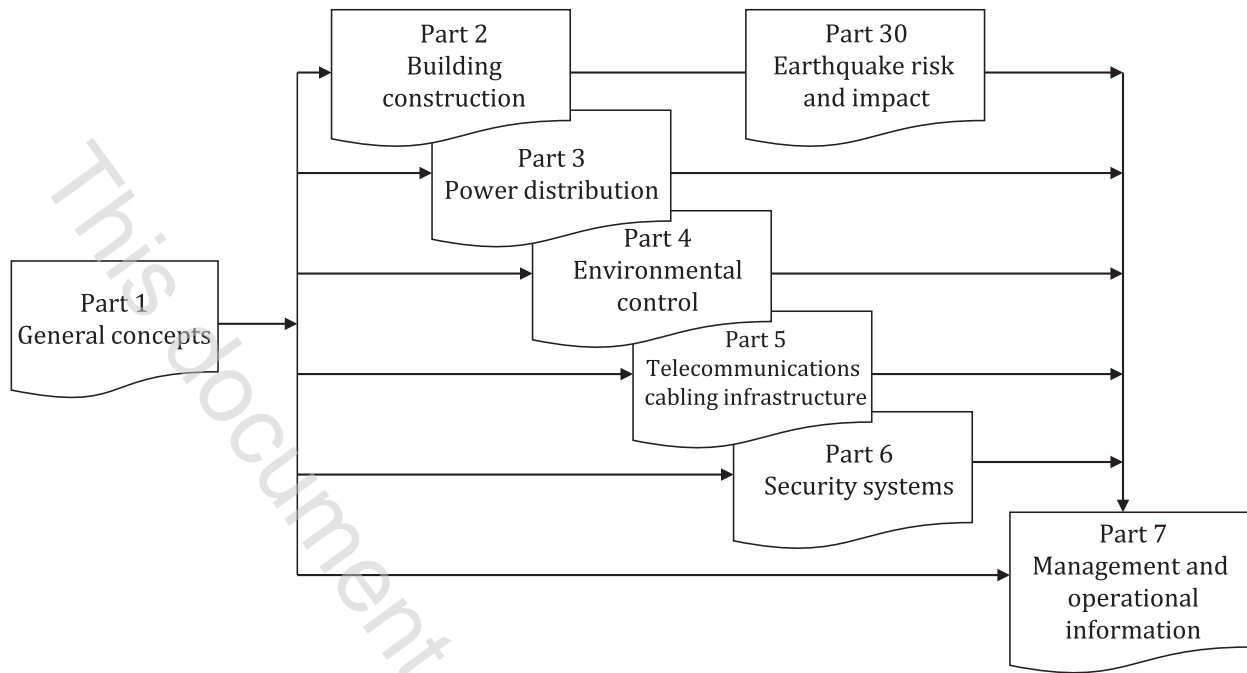 Part 2
Building
construction
Part 30
Earthquake risk
and impact
Part 3
Power distribution
Part 4
Environmental
control
Part 1
General concepts
Part 5
Telecommunications
cabling infrastructure
Part 6
Security systems
Part 7
Management and
operational
information
This document